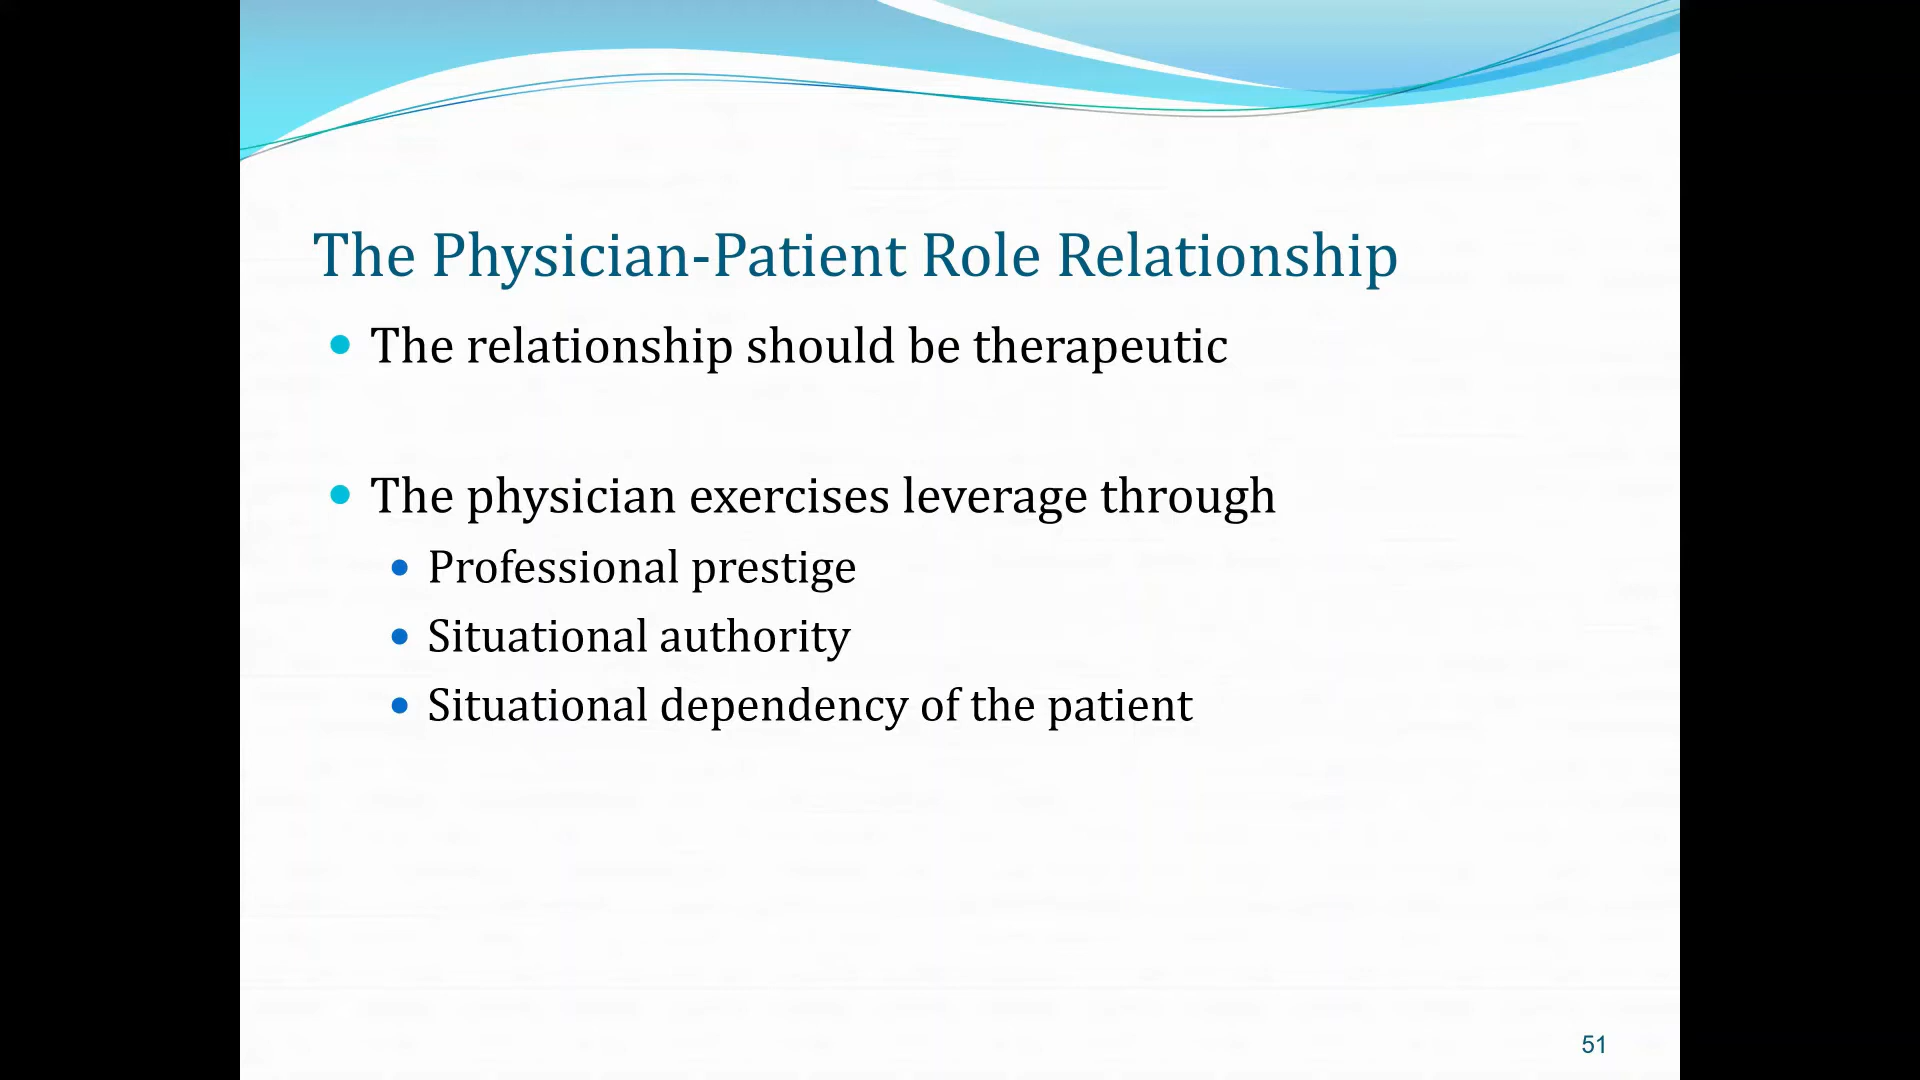 The Physician-Patient Role Relationship
• The relationship should be therapeutic
• The physician exercises leverage through
• Professional prestige
• Situational authority
• Situational dependency of the patient
51